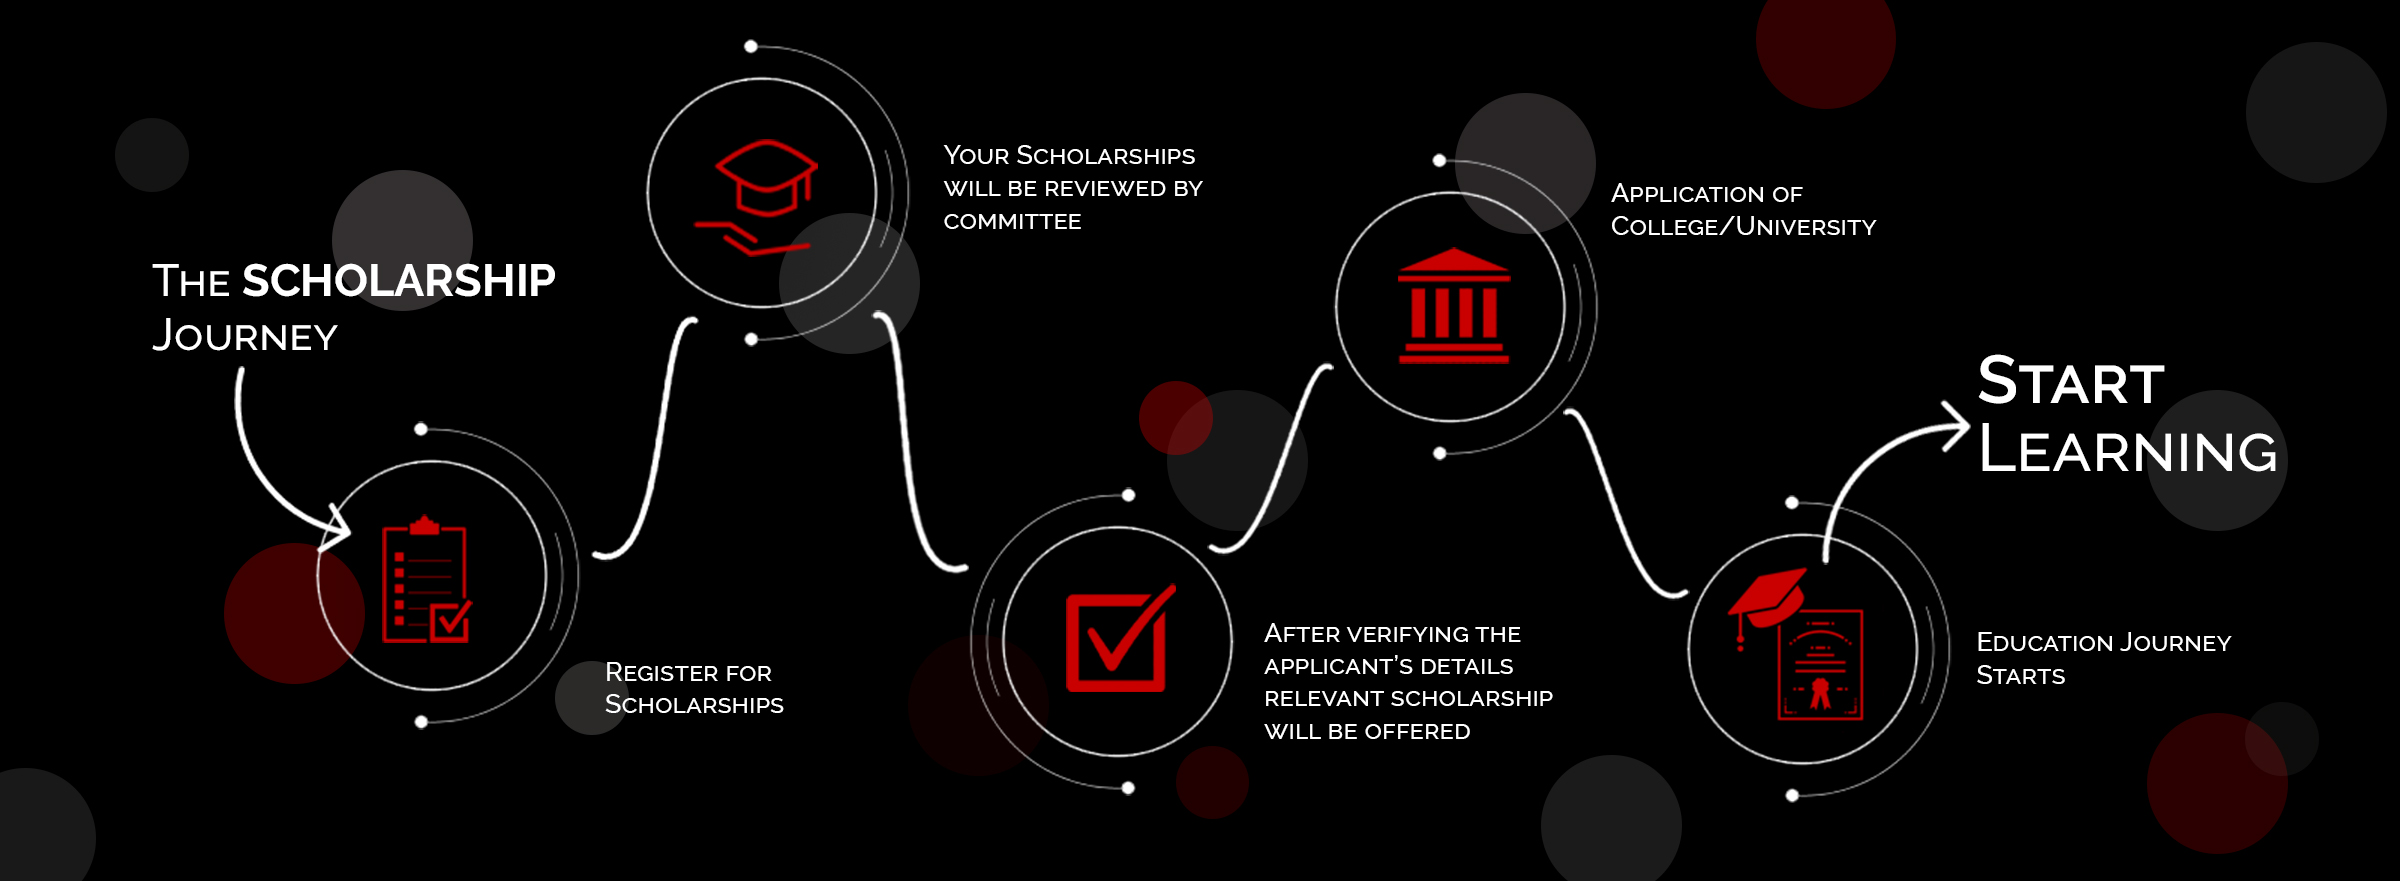 The SCHOLARSHIP
Journey
Register for
Scholarships
Your Scholarships
will be reviewed by
committee
After verifying the
applicant's details
relevant scholarship
will be offered
Application of
College/University
Education Journey
Starts
Start
Learning